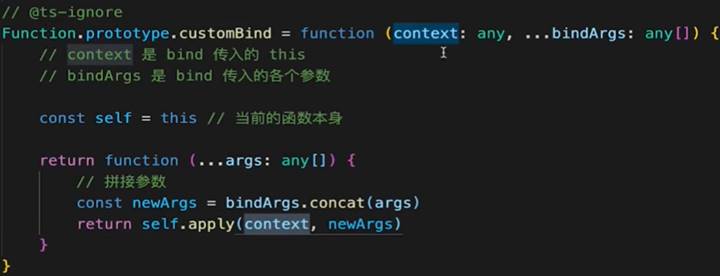 // @ts-ignore
Function.prototype.customBind = function (context: any, ...bindArgs: any[]) {
// context 是 bind 传入的 this
// bindArgs 是 bind 传入的各个参数
const self = this // 当前的函数本身
return function (...args: any[]) {
// 拼接参数
const newArgs = bindArgs.concat(args)
return self.apply(context, newArgs)
}
}